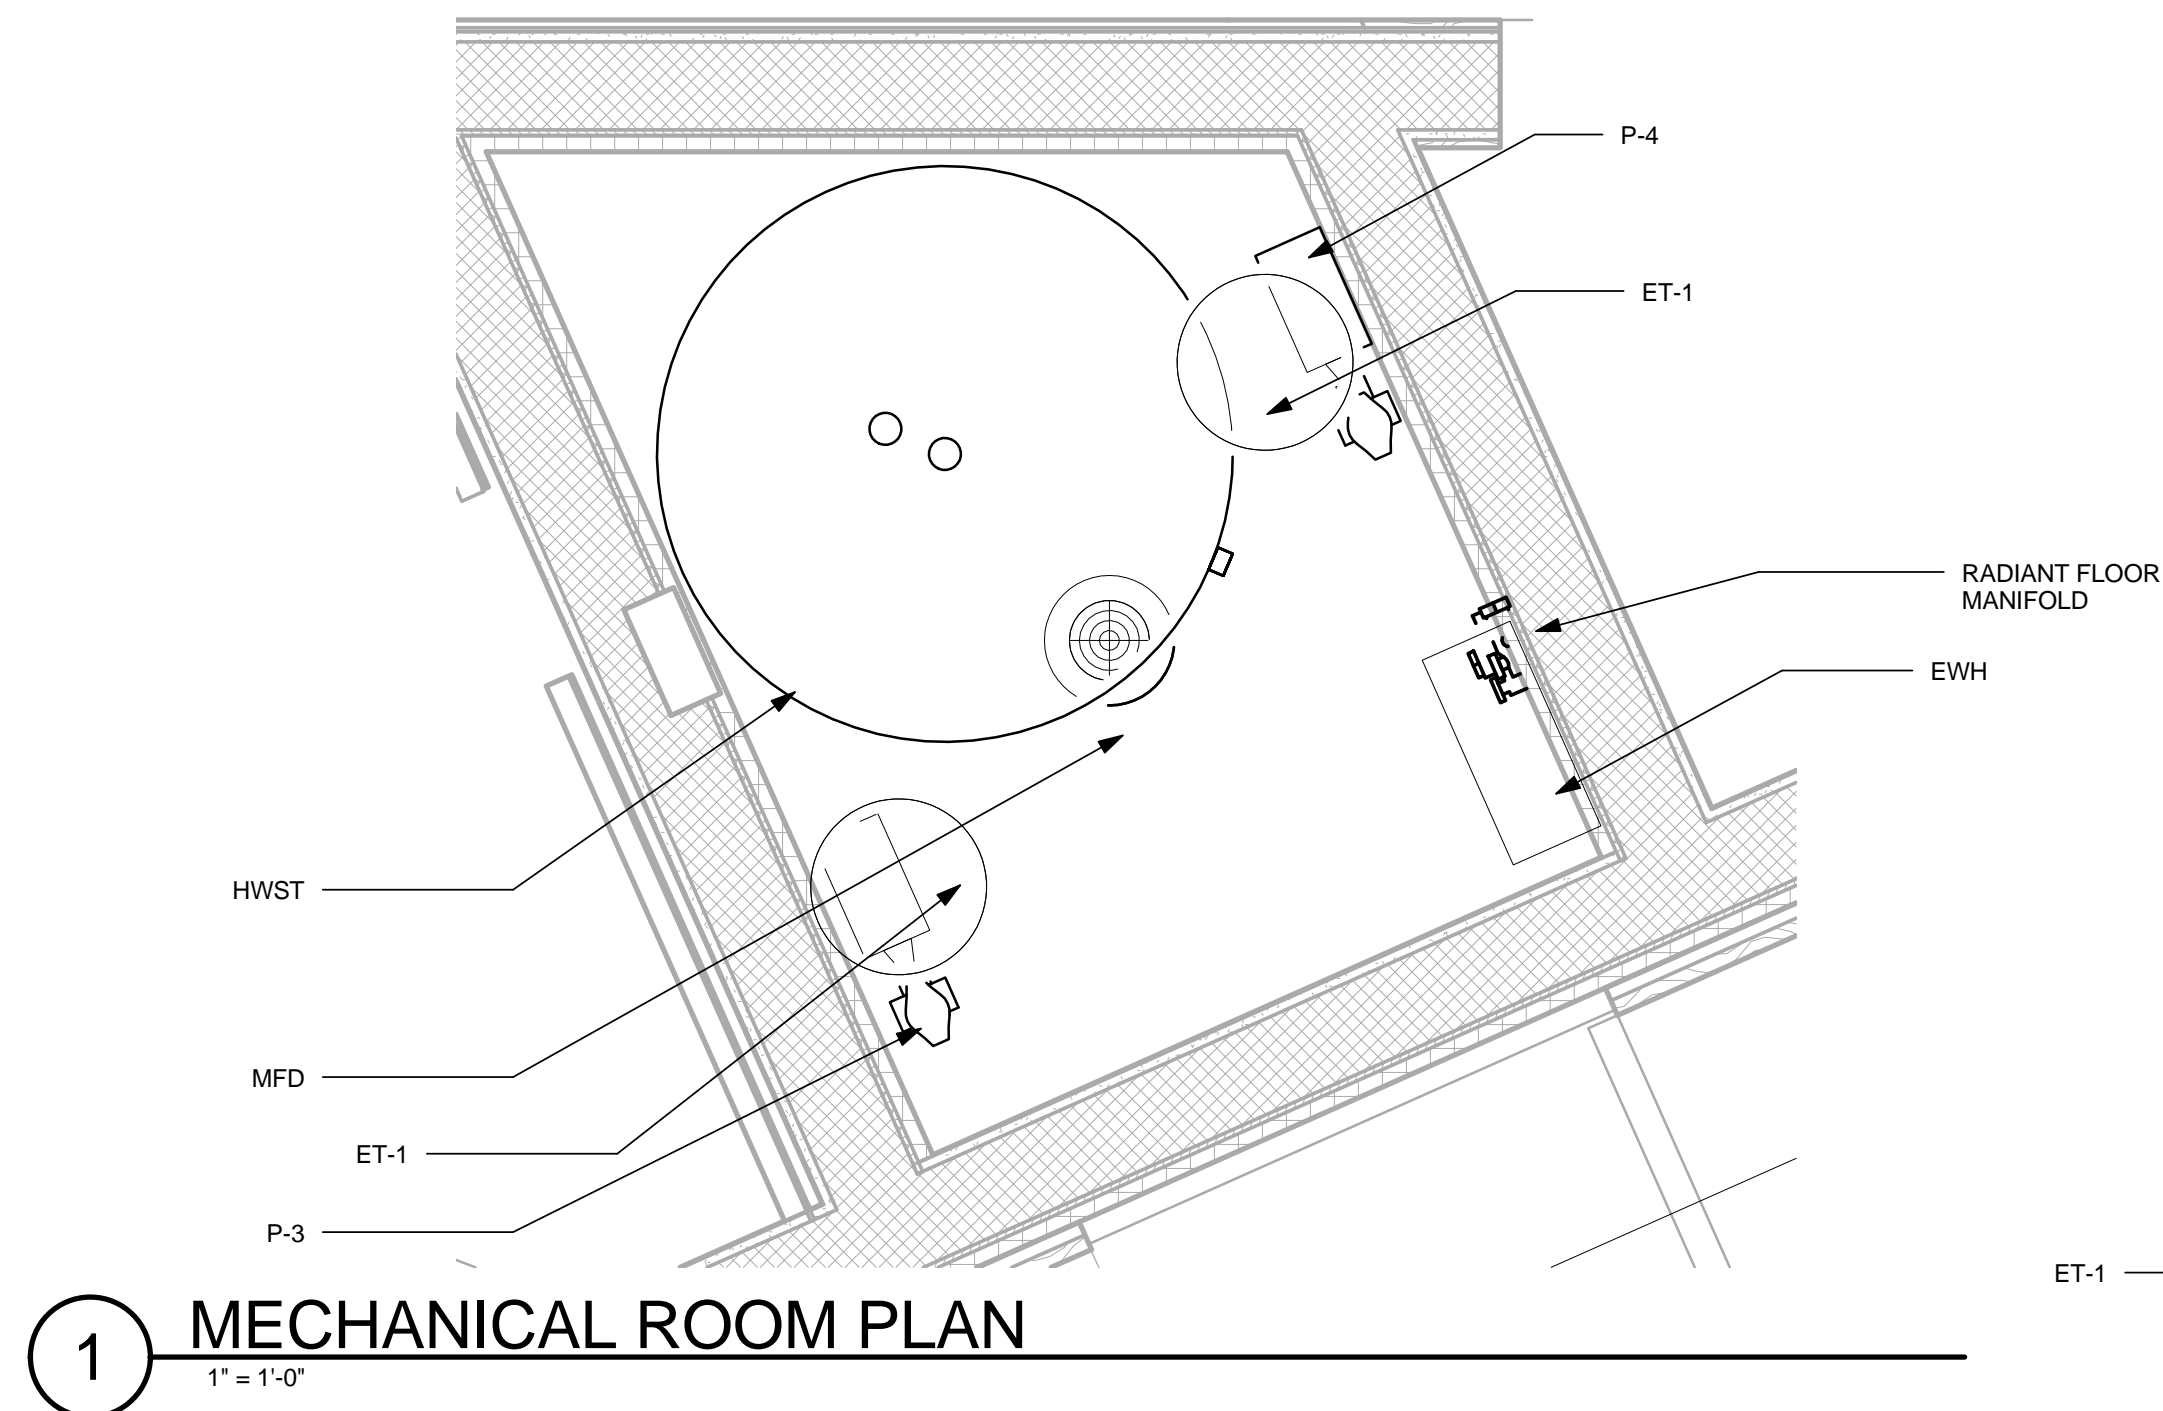 P-4
ET-1
RADIANT FLOOR
MANIFOLD
EWH
HWST
MFD
ET-1
P-3
ET-1
1
MECHANICAL ROOM PLAN
1" = 1'-0"